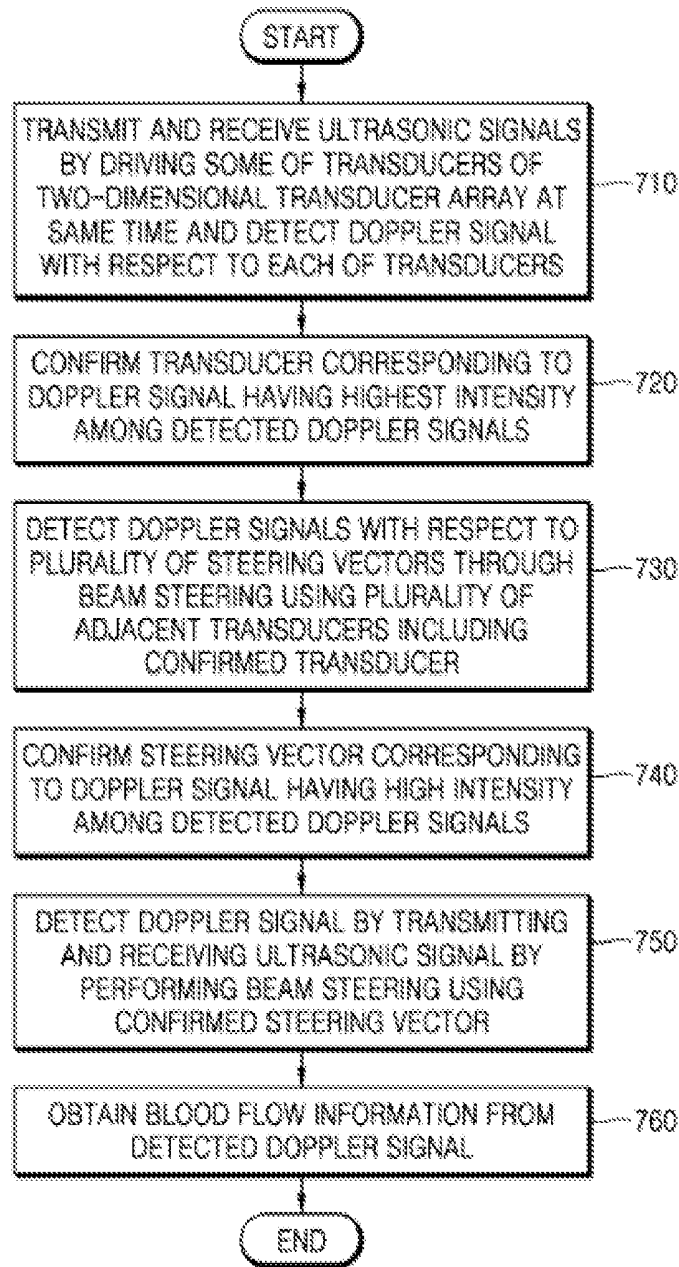 START
TRANSMIT AND RECEIVE ULTRASONIC SIGNALS
BY DRIVING SOME OF TRANSDUCERS OF
TWO-DIMENSIONAL TRANSDUCER ARRAY AT
SAME TIME AND DETECT DOPPLER SIGNAL
WITH RESPECT TO EACH OF TRANSDUCERS
710
CONFIRM TRANSDUCER CORRESPONDING TO
DOPPLER SIGNAL HAVING HIGHEST INTENSITY
AMONG DETECTED DOPPLER SIGNALS
720
DETECT DOPPLER SIGNALS WITH RESPECT TO
PLURALITY OF STEERING VECTORS THROUGH
BEAM STEERING USING PLURALITY OF
ADJACENT TRANSDUCERS INCLUDING
CONFIRMED TRANSDUCER
730
CONFIRM STEERING VECTOR CORRESPONDING
TO DOPPLER SIGNAL HAVING HIGH INTENSITY
AMONG DETECTED DOPPLER SIGNALS
740
DETECT DOPPLER SIGNAL BY TRANSMITTING
AND RECEIVING ULTRASONIC SIGNAL BY
PERFORMING BEAM STEERING USING
CONFIRMED STEERING VECTOR
750
OBTAIN BLOOD FLOW INFORMATION FROM
DETECTED DOPPLER SIGNAL
760
END